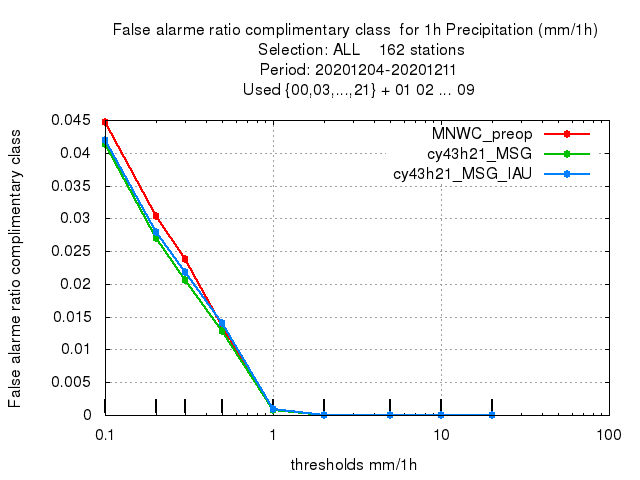 False alarme ratio complimentary class  for 1h Precipitation (mm/1h)
Selection: ALL    162 stations
Period: 20201204-20201211
Used {00,03,...,21} + 01 02 ... 09
MNWC_preop
cy43h21_MSG
cy43h21_MSG_IAU
False alarme ratio complimentary class
0.045
0.04
0.035
0.03
0.025
0.02
0.015
0.01
0.005
0
0.1
1
10
100
thresholds mm/1h